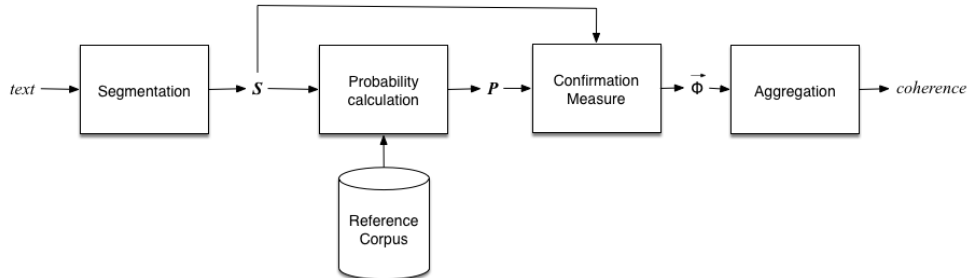 text
Segmentation
S
Probability
calculation
P
Confirmation
Measure
Φ
Aggregation
coherence
Reference
Corpus